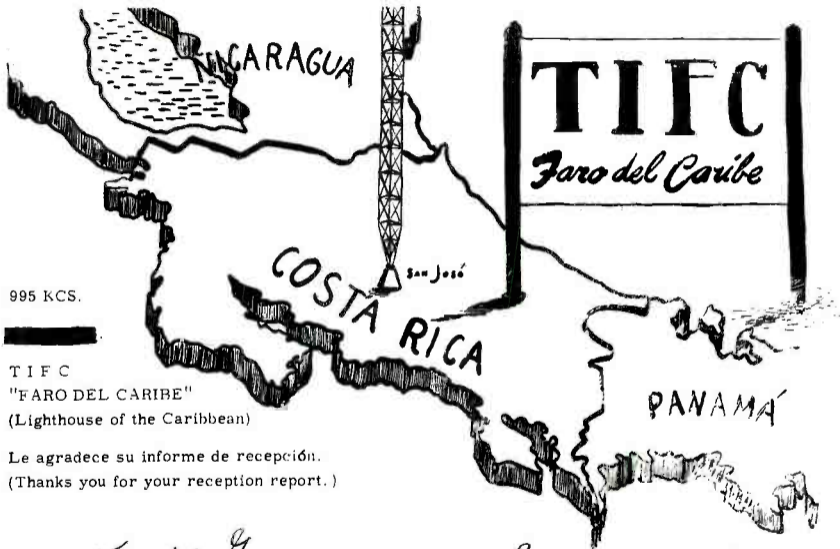 NICARAGUA
TIFC
Faro del Caribe
SAN JOSÉ
COSTA RICA
PANAMÁ
995 KCS.
T I F C
"FARO DEL CARIBE"
(Lighthouse of the Caribbean)
Le agradece su informe de recepción.
(Thanks you for your reception report.)